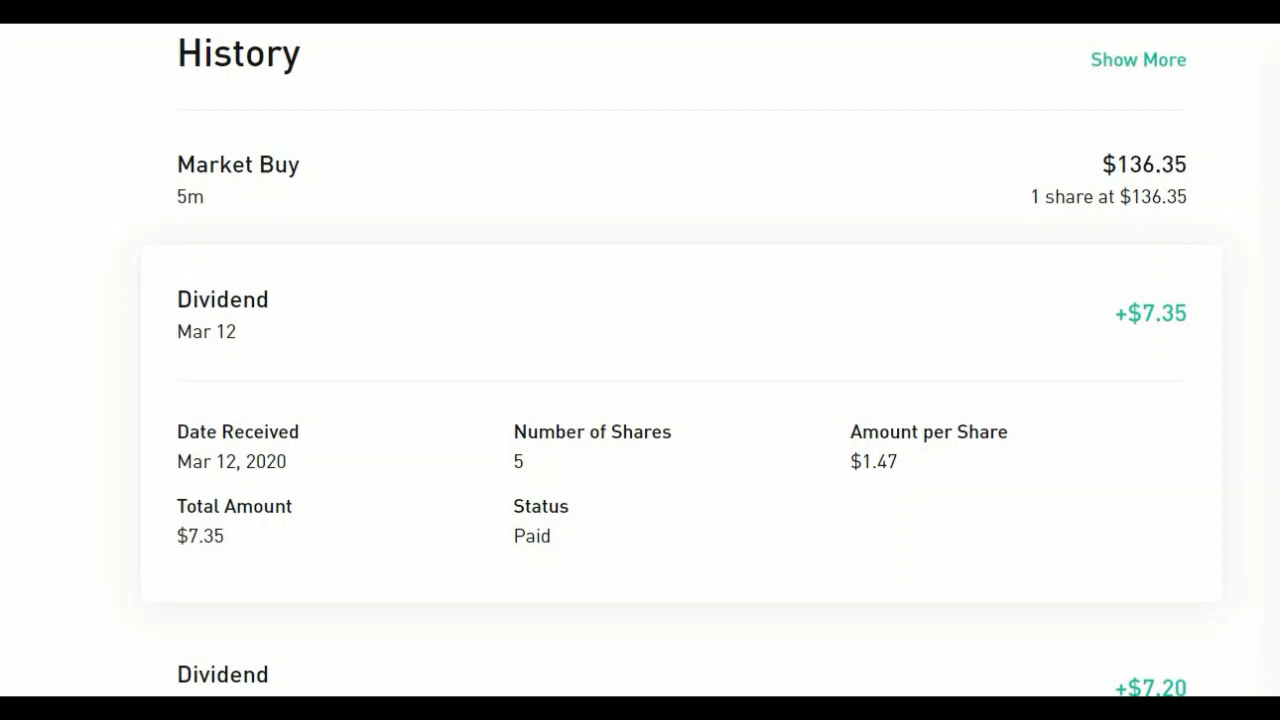 History
Show More
Market Buy
$136.35
5m
1 share at $136.35
Dividend
+$7.35
Mar 12
Date Received
Number of Shares
Amount per Share
Mar 12, 2020
5
$1.47
Total Amount
Status
$7.35
Paid
Dividend
+$7.20